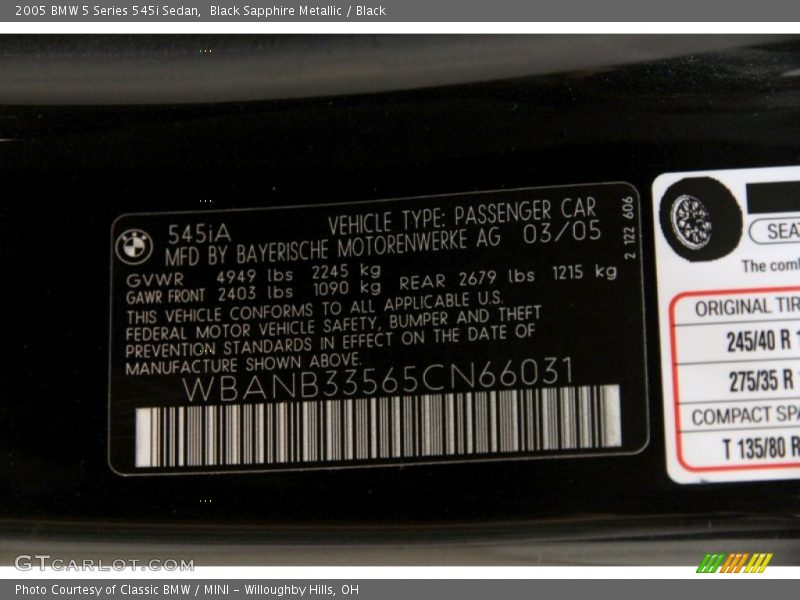 2005 BMW 5 Series 545i Sedan, Black Sapphire Metallic / Black
545iA VEHICLE TYPE: PASSENGER CAR
MFD BY BAYERISCHE MOTORENWERKE AG 03/05
GVWR 4949 lbs 2245 kg
GAWR FRONT 2403 lbs 1090 kg REAR 2679 lbs 1215 kg
THIS VEHICLE CONFORMS TO ALL APPLICABLE U.S.
FEDERAL MOTOR VEHICLE SAFETY, BUMPER AND THEFT
PREVENTION STANDARDS IN EFFECT ON THE DATE OF
MANUFACTURE SHOWN ABOVE.
WBANB33565CN66031
2 122 606
The
ORIGINAL
245/40 R
275/35 R
COMPACT
T 135/80 R
GTCARLOT.COM
Photo Courtesy of Classic BMW / MINI - Willoughby Hills, OH